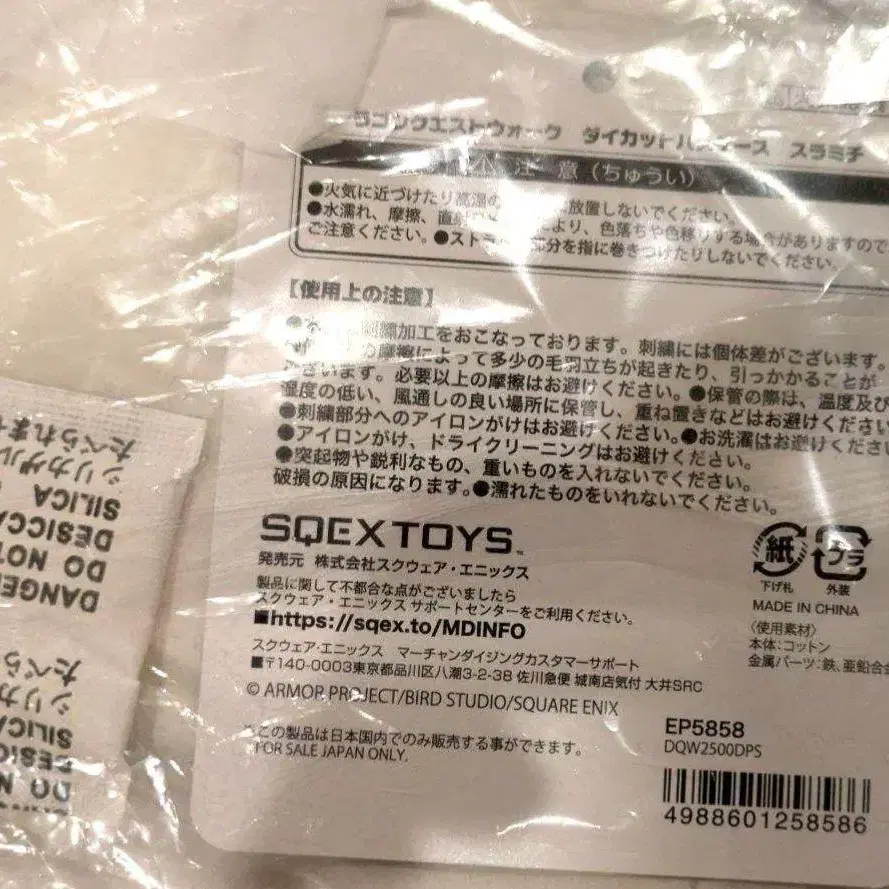 ラゴンクエストウォーク ダイカットパスケース スラミチ
注 意 (ちゅうい)
●火気に近づけたり高温の 放置しないでください。
●水濡れ、摩擦、直射 により、色落ちや色移りする場合がありますので
ご注意ください。●スト 部分を指に巻きつけたりしないでください。
【使用上の注意】
刺繍加工をおこなっております。刺繍には個体差がございます。
の摩擦によって多少の毛羽立ちが起きたり、引っかかることが
ざいます。必要以上の摩擦はお避けください。●保管の際は、温度及び
湿度の低い、風通しの良い場所に保管し、重ね置きなどはお避けください
●刺繍部分へのアイロンがけはお避けください。●お洗濯はお避けくださ
●アイロンがけ、ドライクリーニングはお避けください。
●突起物や鋭利なもの、重いものを入れないでください。
破損の原因になります。●濡れたものをいれないでください。
SQEX TOYS™
発売元 株式会社スクウェア・エニックス
製品に関して不都合な点がございましたら
スクウェア・エニックス サポートセンターをご利用ください。
■https://sqex.to/MDINFO
スクウェア・エニックス マーチャンダイジングカスタマーサポート
■〒140-0003東京都品川区八潮3-2-38 佐川急便 城南店気付 大井SRC
© ARMOR PROJECT/BIRD STUDIO/SQUARE ENIX
※この製品は日本国内でのみ販売する事ができます。
FOR SALE JAPAN ONLY.
紙 プラ
下げ札 外装
MADE IN CHINA
〈使用素材〉
本体:コットン
金属パーツ:鉄、亜鉛合
EP5858
DQW2500DPS
4988601258586
たべられませ
シリカゲル
SILICA
DESICCA
DO NOT
DANGER
たべられ
シリカ
SILICA
DESICC
DO N